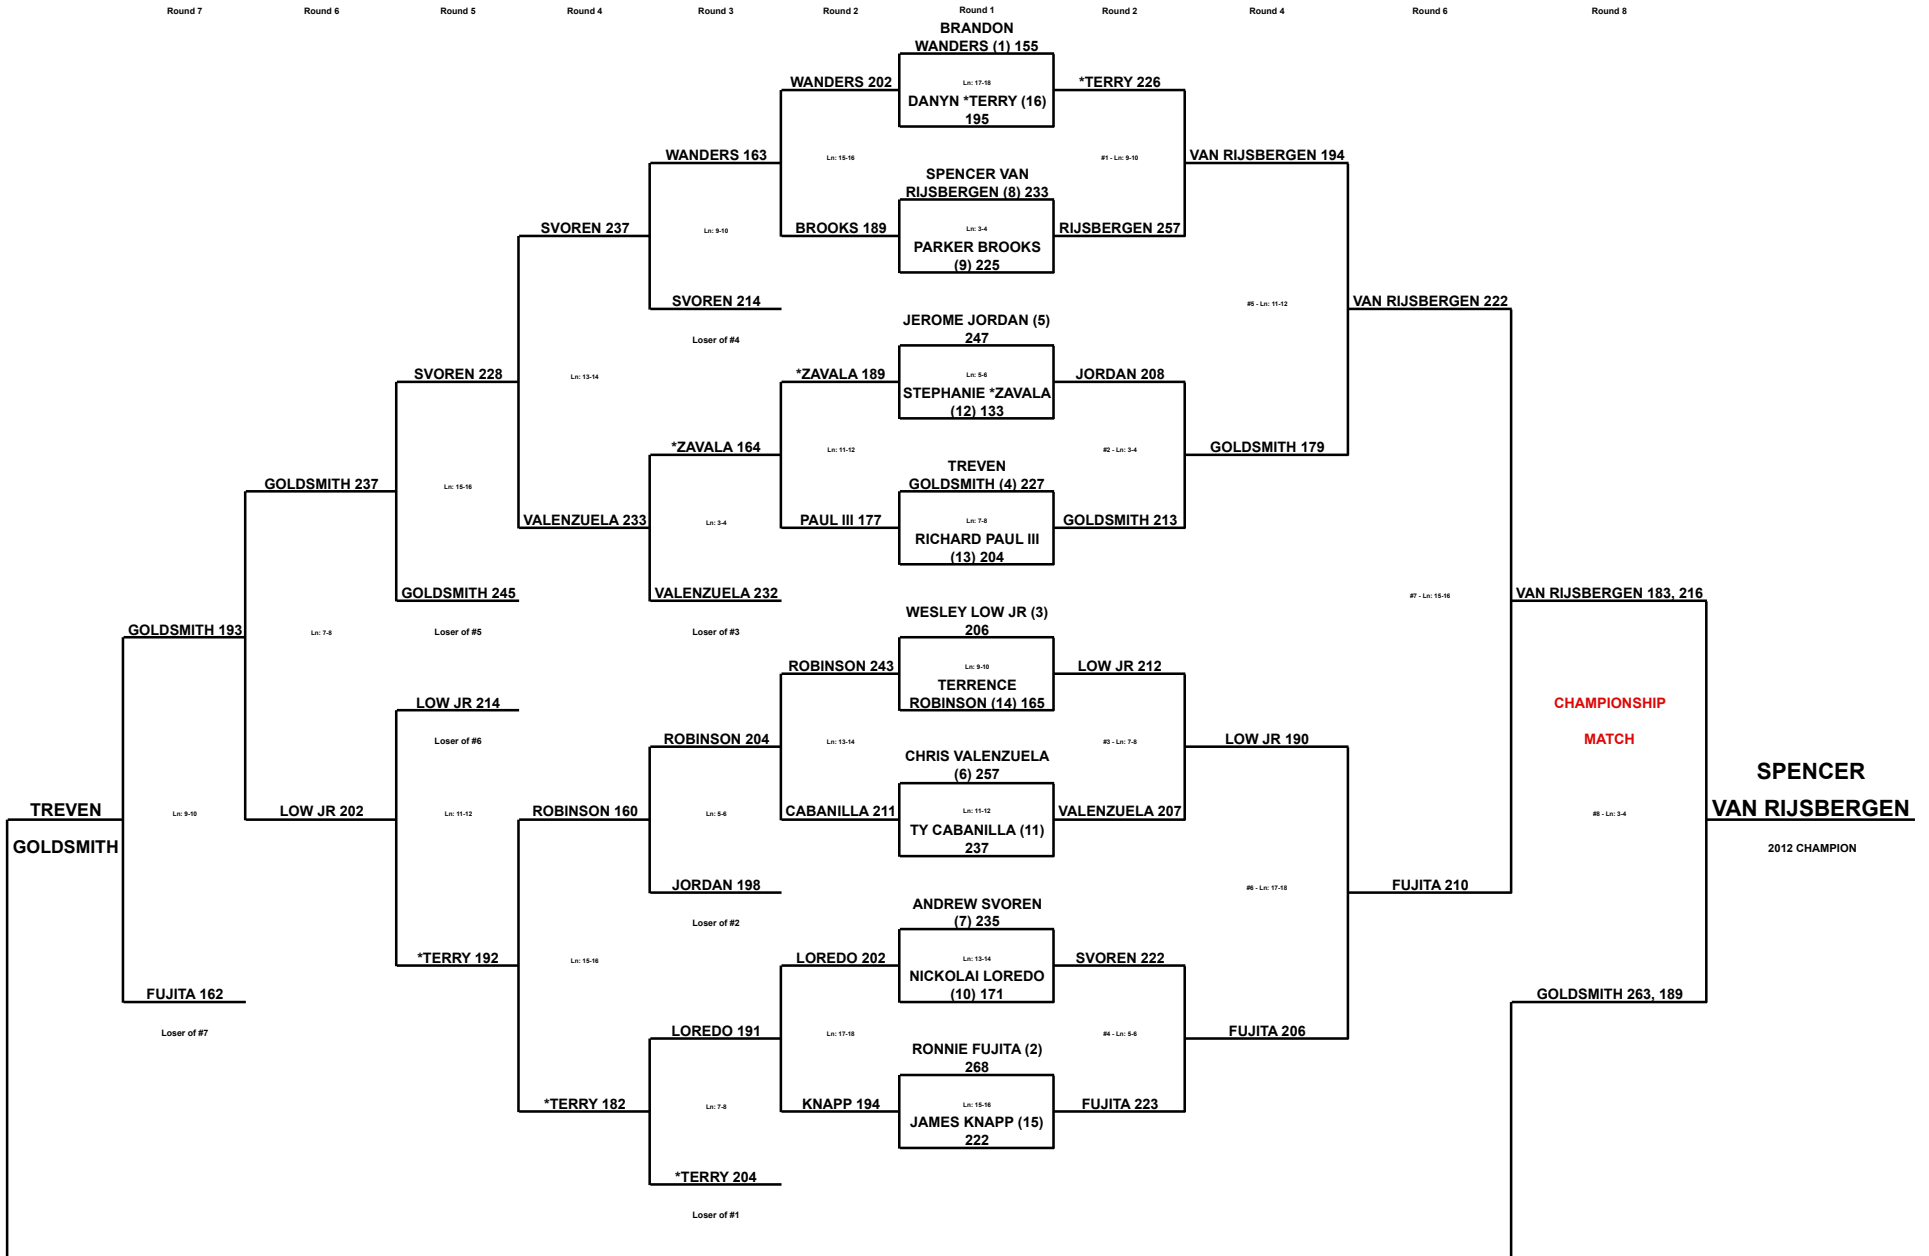 Round 7
Round 6
Round 5
Round 4
Round 3
Round 2
Round 1
Round 2
Round 4
Round 6
Round 8
BRANDON
WANDERS (1) 155
WANDERS 202
Ln: 17-18
*TERRY 226
DANYN *TERRY (16)
195
WANDERS 163
Ln: 15-16
#1 - Ln: 9-10
VAN RIJSBERGEN 194
SPENCER VAN
RIJSBERGEN (8) 233
SVOREN 237
Ln: 9-10
BROOKS 189
Ln: 3-4
RIJSBERGEN 257
PARKER BROOKS
(9) 225
SVOREN 214
#5 - Ln: 11-12
VAN RIJSBERGEN 222
Loser of #4
JEROME JORDAN (5)
247
SVOREN 228
Ln: 13-14
*ZAVALA 189
Ln: 5-6
JORDAN 208
STEPHANIE *ZAVALA
(12) 133
*ZAVALA 164
Ln: 11-12
#2 - Ln: 3-4
GOLDSMITH 179
TREVEN
GOLDSMITH (4) 227
GOLDSMITH 237
Ln: 15-16
VALENZUELA 233
Ln: 3-4
PAUL III 177
Ln: 7-8
GOLDSMITH 213
RICHARD PAUL III
(13) 204
GOLDSMITH 245
VALENZUELA 232
#7 - Ln: 15-16
VAN RIJSBERGEN 183, 216
GOLDSMITH 193
Ln: 7-8
Loser of #5
Loser of #3
WESLEY LOW JR (3)
206
ROBINSON 243
Ln: 9-10
LOW JR 212
TERRENCE
ROBINSON (14) 165
LOW JR 214
CHAMPIONSHIP
Loser of #6
ROBINSON 204
Ln: 13-14
#3 - Ln: 7-8
LOW JR 190
MATCH
CHRIS VALENZUELA
(6) 257
SPENCER
TREVEN
Ln: 9-10
LOW JR 202
Ln: 11-12
ROBINSON 160
Ln: 5-6
CABANILLA 211
Ln: 11-12
VALENZUELA 207
#8 - Ln: 3-4
VAN RIJSBERGEN
TY CABANILLA (11)
237
GOLDSMITH
2012 CHAMPION
JORDAN 198
#6 - Ln: 17-18
FUJITA 210
Loser of #2
ANDREW SVOREN
(7) 235
*TERRY 192
Ln: 15-16
LOREDO 202
Ln: 13-14
SVOREN 222
NICKOLAI LOREDO
(10) 171
FUJITA 162
GOLDSMITH 263, 189
Loser of #7
LOREDO 191
Ln: 17-18
#4 - Ln: 5-6
FUJITA 206
RONNIE FUJITA (2)
268
*TERRY 182
Ln: 7-8
KNAPP 194
Ln: 15-16
FUJITA 223
JAMES KNAPP (15)
222
*TERRY 204
Loser of #1